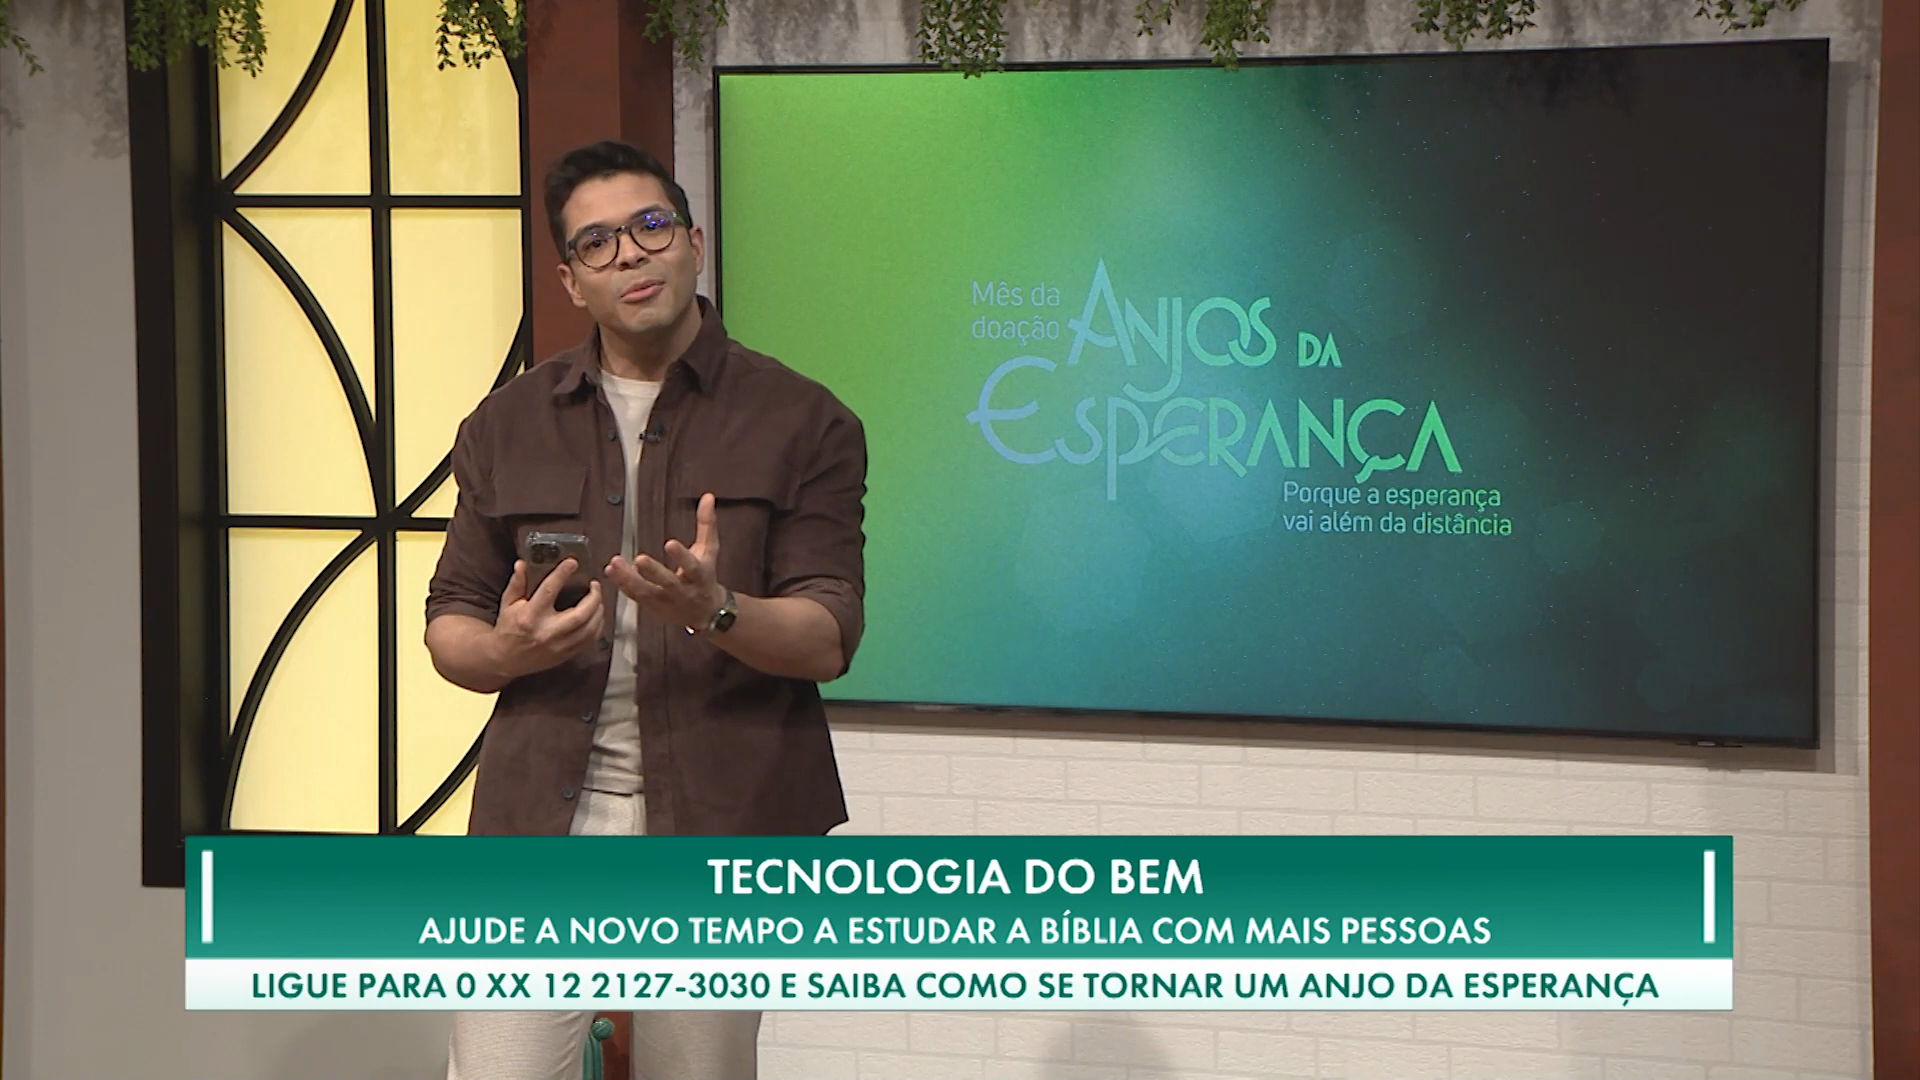 Mês da
doação
ANJOS DA
ESPERANÇA
Porque a esperança
vai além da distância
TECNOLOGIA DO BEM
AJUDE A NOVO TEMPO A ESTUDAR A BÍBLIA COM MAIS PESSOAS
LIGUE PARA 0 XX 12 2127-3030 E SAIBA COMO SE TORNAR UM ANJO DA ESPERANÇA